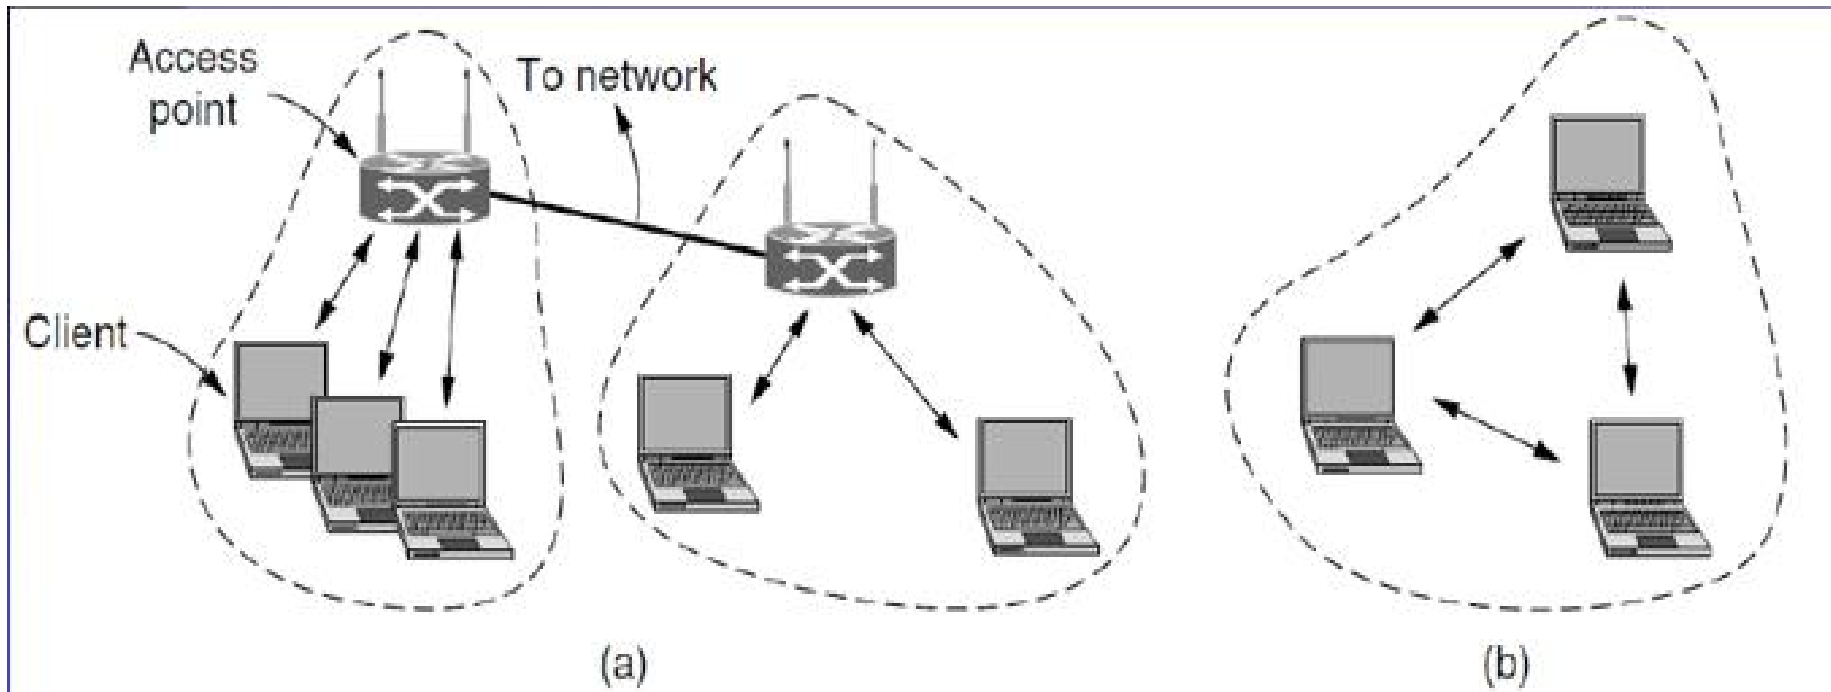 Access
point
To network
Client
(a)
(b)